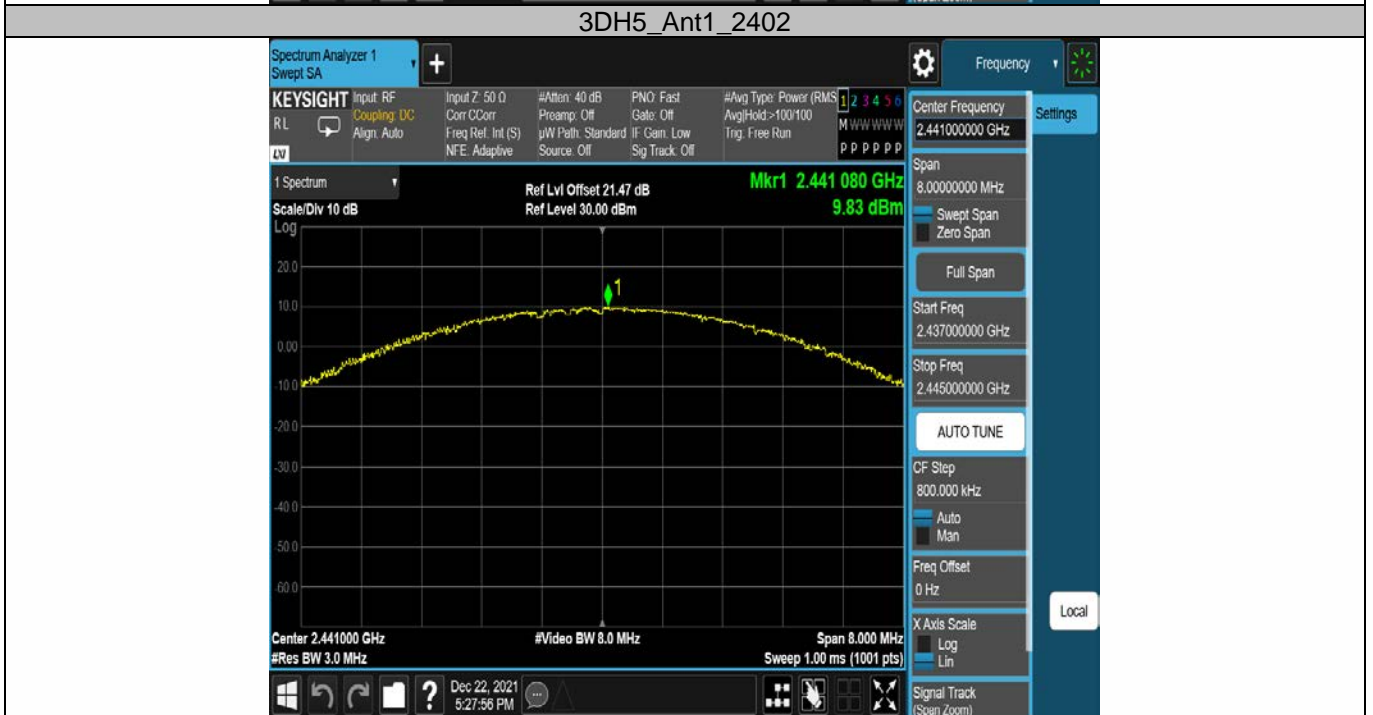 3DH5_Ant1_2402
Spectrum Analyzer 1
Swept SA
+
Frequency
KEYSIGHT
RL
LV
Input: RF
Coupling: DC
Align: Auto
Input Z: 50 Ω
Corr CCorr
Freq Ref: Int (S)
NFE: Adaptive
#Atten: 40 dB
Preamp: Off
µW Path: Standard
Source: Off
PNO: Fast
Gate: Off
IF Gain: Low
Sig Track: Off
#Avg Type: Power (RMS
Avg|Hold:>100/100
Trig: Free Run
1 2 3 4 5 6
M W W W W W
P P P P P P
1 Spectrum
Scale/Div 10 dB
Log
Ref Lvl Offset 21.47 dB
Ref Level 30.00 dBm
Mkr1 2.441 080 GHz
9.83 dBm
1
20.0
10.0
0.00
-10.0
-20.0
-30.0
-40.0
-50.0
-60.0
Center 2.441000 GHz
#Res BW 3.0 MHz
#Video BW 8.0 MHz
Span 8.000 MHz
Sweep 1.00 ms (1001 pts)
?
Dec 22, 2021
5:27:56 PM
Center Frequency
2.441000000 GHz
Span
8.00000000 MHz
Swept Span
Zero Span
Full Span
Start Freq
2.437000000 GHz
Stop Freq
2.445000000 GHz
AUTO TUNE
CF Step
800.000 kHz
Auto
Man
Freq Offset
0 Hz
X Axis Scale
Log
Lin
Signal Track
(Span Zoom)
Settings
Local